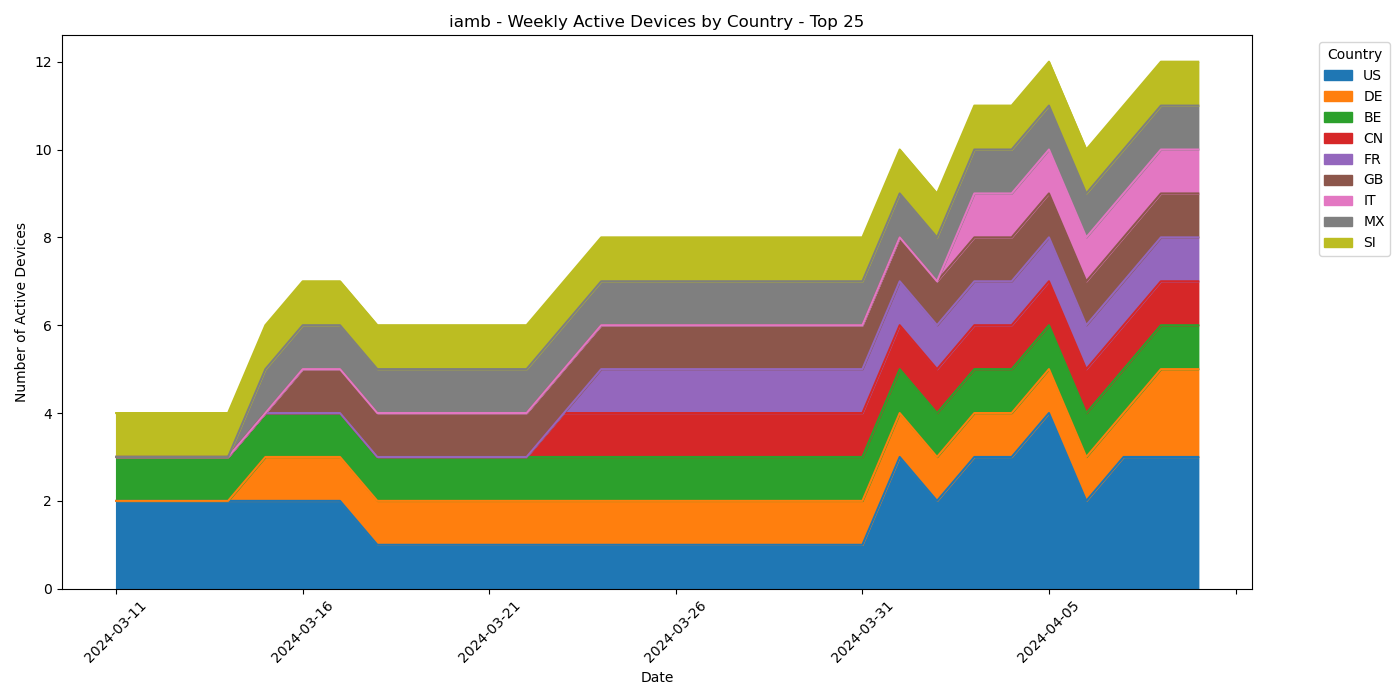 iamb - Weekly Active Devices by Country - Top 25
Number of Active Devices
12
10
8
6
4
2
0
2024-03-11
2024-03-16
2024-03-21
2024-03-26
2024-03-31
2024-04-05
Date
Country
US
DE
BE
CN
FR
GB
IT
MX
SI